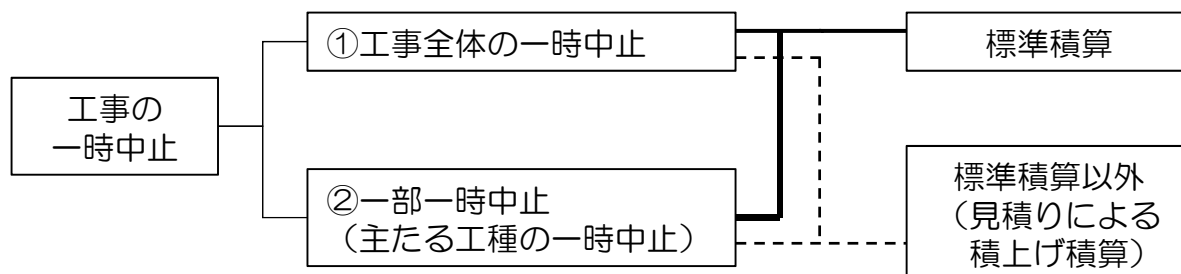 工事の
一時中止
①工事全体の一時中止
②一部一時中止
（主たる工種の一時中止）
標準積算
標準積算以外
（見積りによる
積上げ積算）